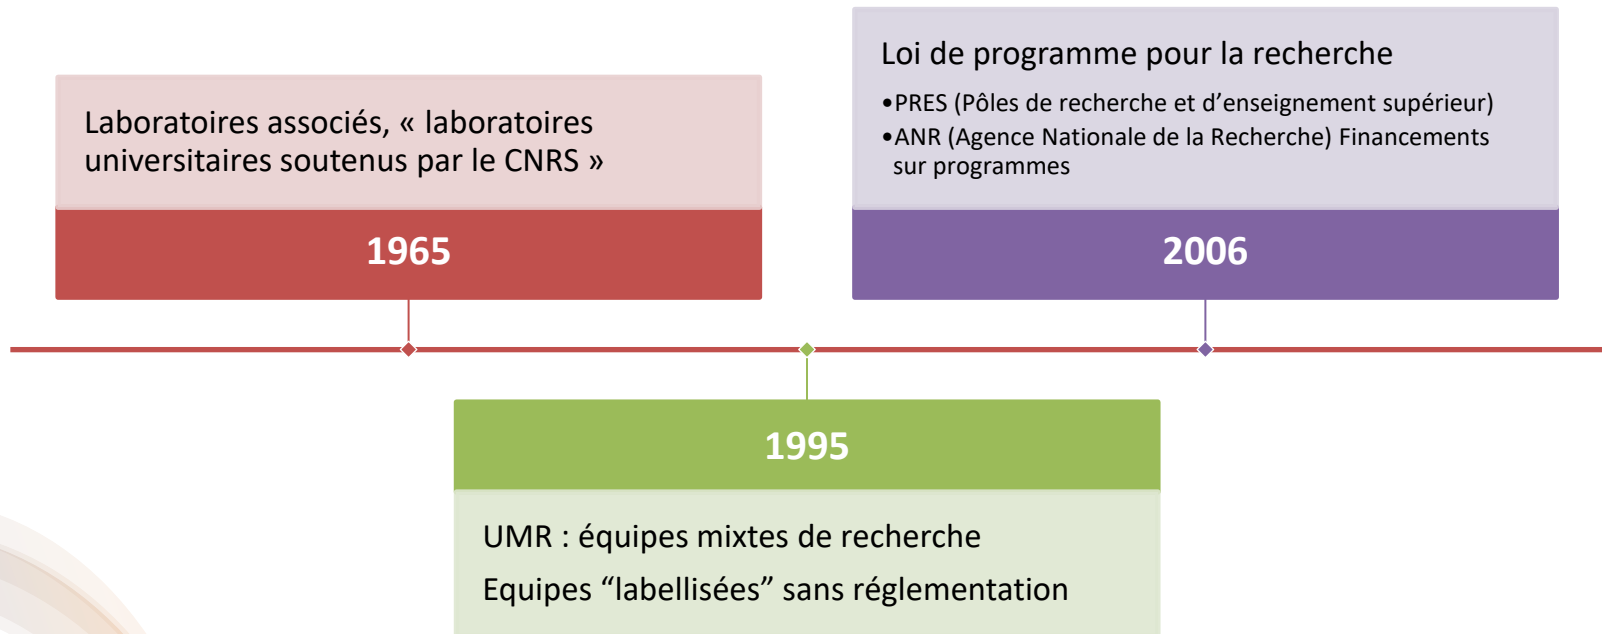 Laboratoires associés, « laboratoires
universitaires soutenus par le CNRS »
1965
Loi de programme pour la recherche
•PRES (Pôles de recherche et d’enseignement supérieur)
•ANR (Agence Nationale de la Recherche) Financements
sur programmes
2006
1995
UMR : équipes mixtes de recherche
Equipes “labellisées” sans réglementation